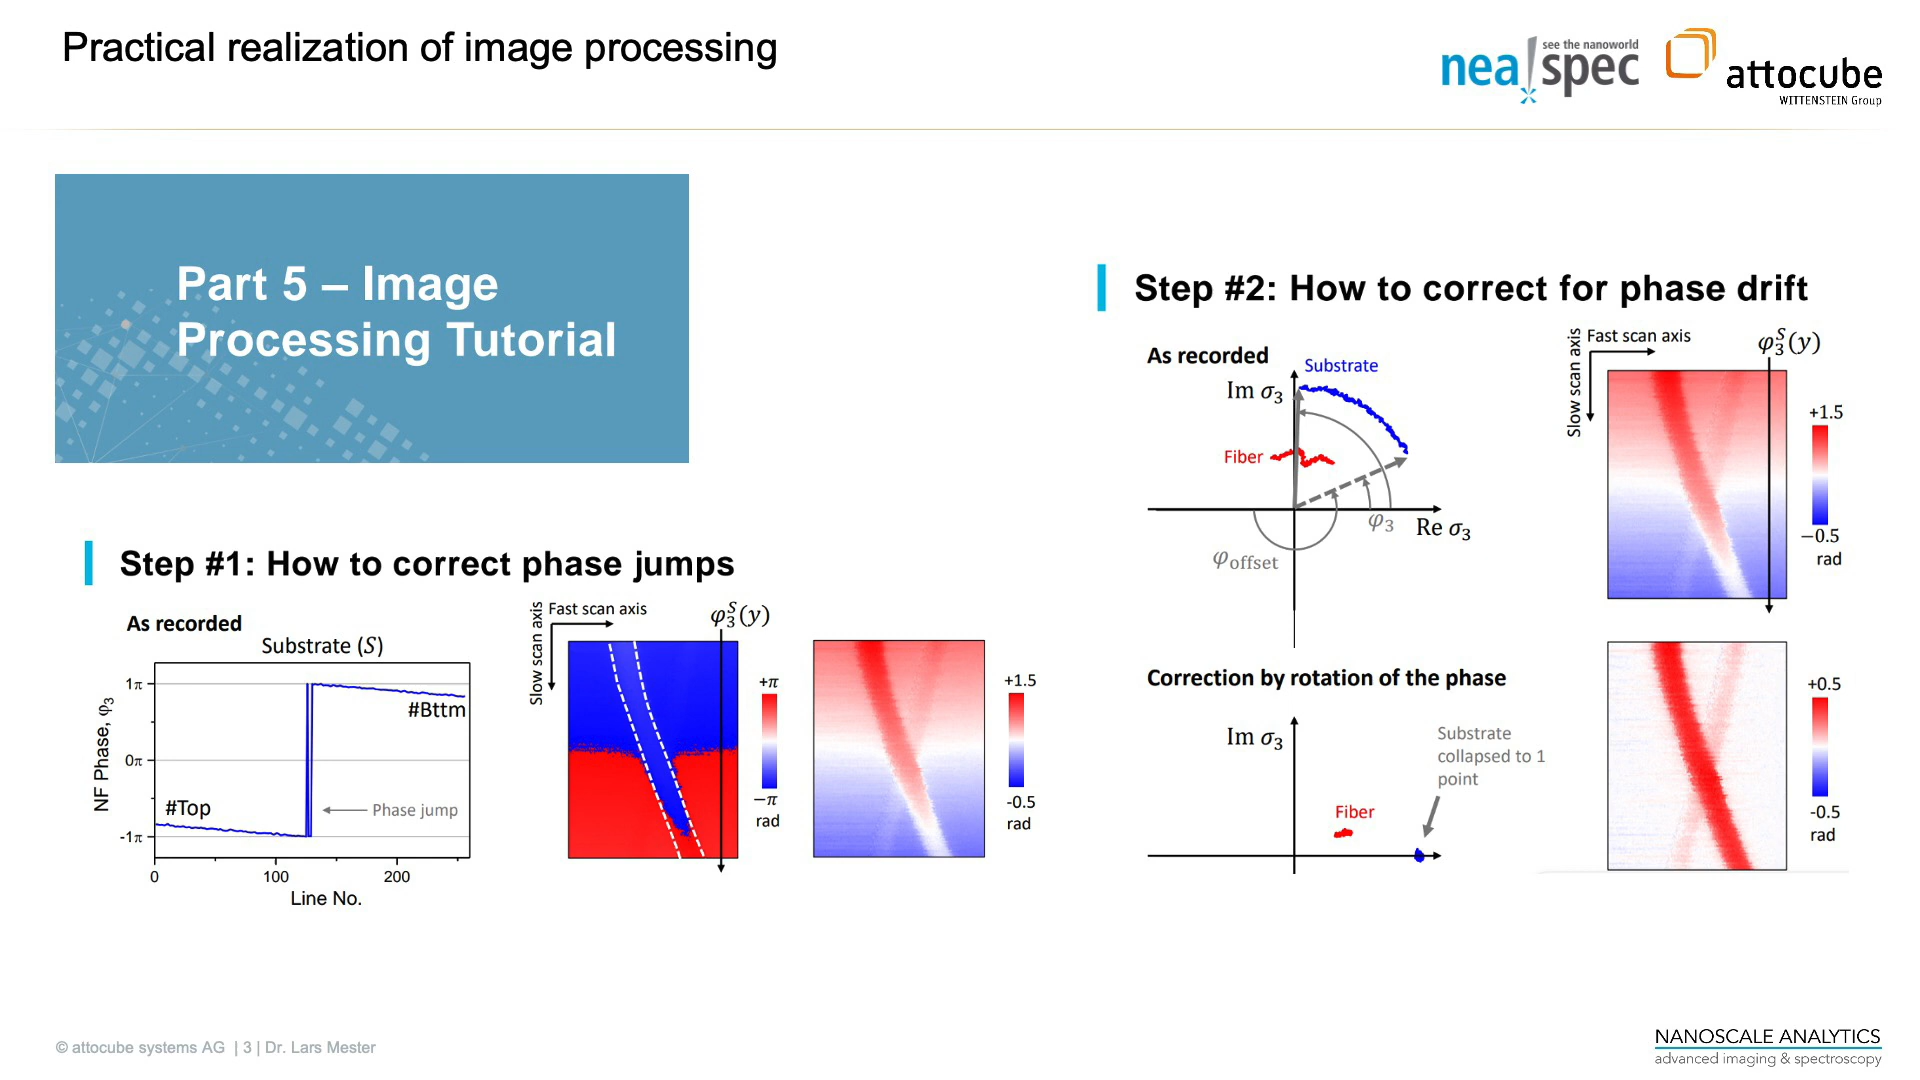 Practical realization of image processing
see the nanoworld
nea spec
attocube
WITTENSTEIN Group
Part 5 – Image
Processing Tutorial
Step #1: How to correct phase jumps
As recorded
Substrate (S)
NF Phase, φ₃
1π
0π
-1π
#Top
#Bttm
Phase jump
0
100
200
Line No.
Slow scan axis
Fast scan axis
φ₃ˢ(y)
+π
−π
rad
+1.5
-0.5
rad
Step #2: How to correct for phase drift
As recorded
Im σ₃
Substrate
Fiber
φ₃
Re σ₃
φoffset
Slow scan axis
Fast scan axis
φ₃ˢ(y)
+1.5
−0.5
rad
Correction by rotation of the phase
Im σ₃
Substrate
collapsed to 1
point
Fiber
+0.5
-0.5
rad
© attocube systems AG | 3 | Dr. Lars Mester
NANOSCALE ANALYTICS
advanced imaging & spectroscopy